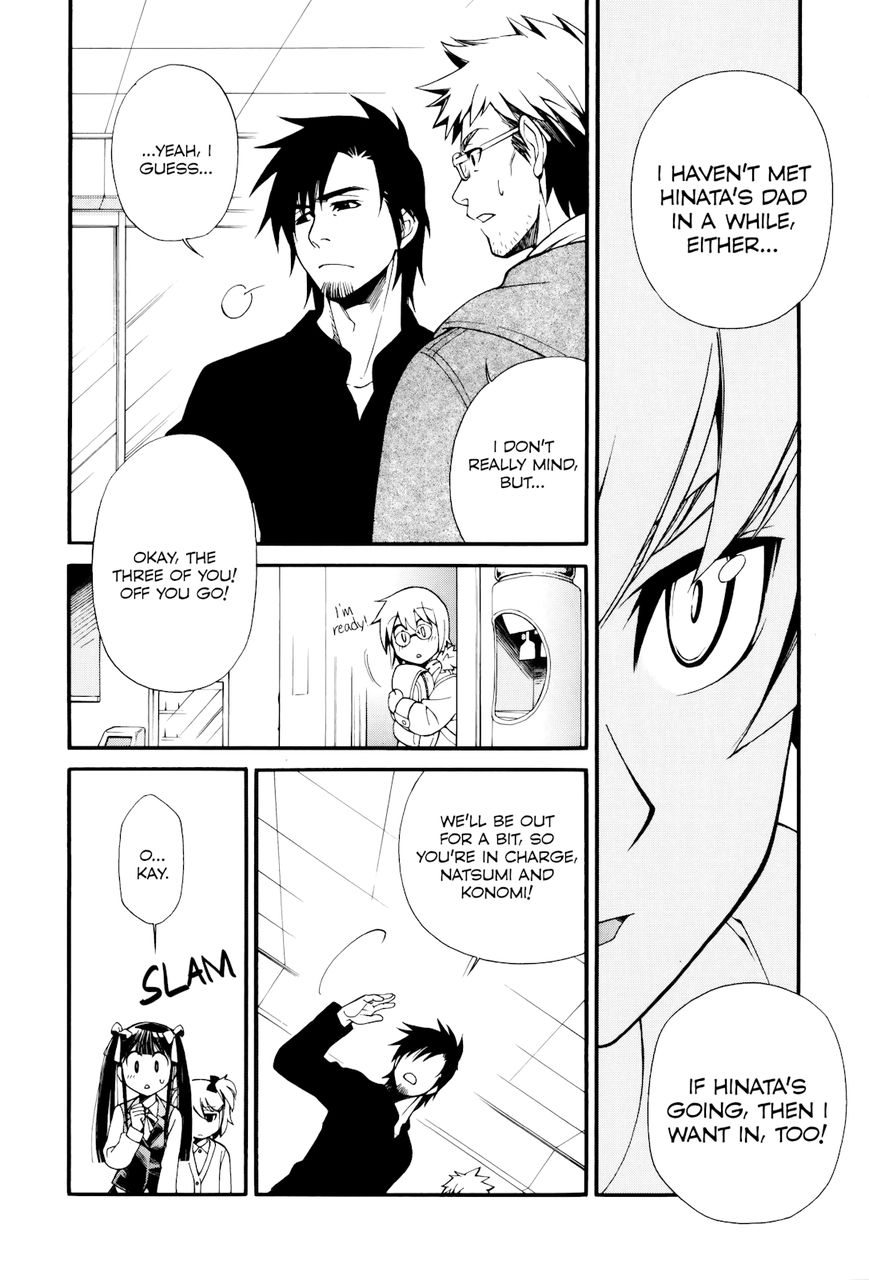 I HAVEN'T MET
HINATA'S DAD
IN A WHILE,
EITHER...
IF HINATA'S
GOING, THEN I
WANT IN, TOO!
I DON'T
REALLY MIND,
BUT...
...YEAH, I
GUESS...
OKAY, THE
THREE OF YOU!
OFF YOU GO!
I'm
ready!
WE'LL BE OUT
FOR A BIT, SO
YOU'RE IN CHARGE,
NATSUMI AND
KONOMI!
O...
KAY.
SLAM